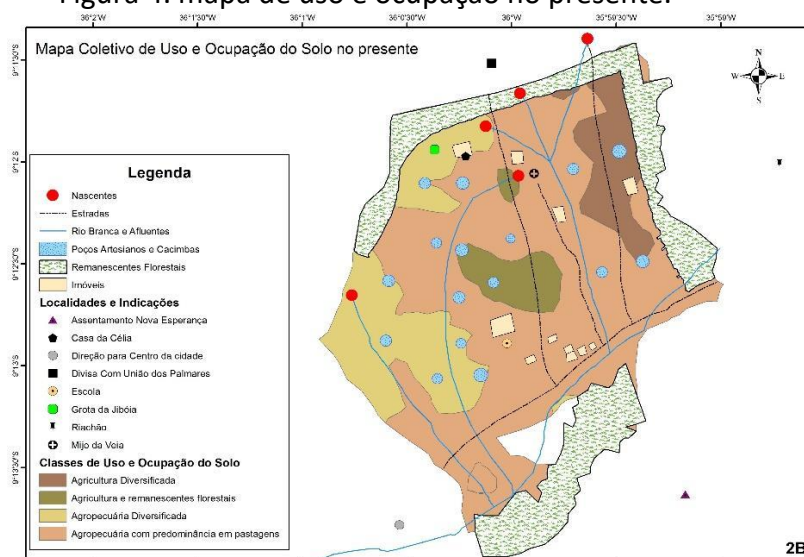 Figura 4: mapa de uso e ocupação no presente.
36°2'W 36°1'30"W 36°1'W 36°0'30"W 36°W 35°59'30"W 35°59'W
Mapa Coletivo de Uso e Ocupação do Solo no presente
N
W E
S
9°1'30"S
9°12'S
9°12'30"S
9°13'S
9°13'30"S
Legenda
Nascentes
Estradas
Rio Branca e Afluentes
Poços Artesianos e Cacimbas
Remanescentes Florestais
Imóveis
Localidades e Indicações
Assentamento Nova Esperança
Casa da Célia
Direção para Centro da cidade
Divisa Com União dos Palmares
Escola
Grota da Jibóia
Riachão
Mijo da Veia
Classes de Uso e Ocupação do Solo
Agricultura Diversificada
Agricultura e remanescentes florestais
Agropecuária Diversificada
Agropecuária com predominância em pastagens
2B